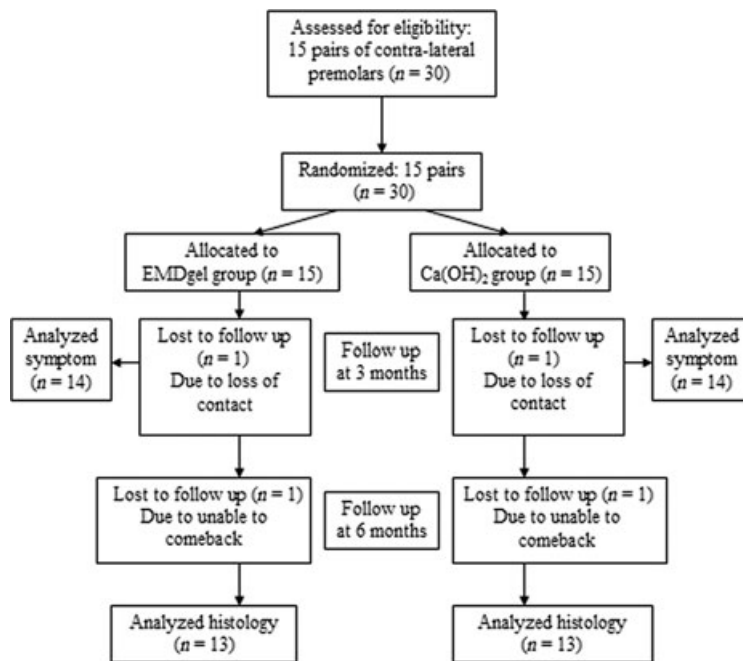 Assessed for eligibility:
15 pairs of contra-lateral
premolars (n = 30)
Randomized: 15 pairs
(n = 30)
Allocated to
EMDgel group (n = 15)
Allocated to
Ca(OH)₂ group (n = 15)
Analyzed
symptom
(n = 14)
Lost to follow up
(n = 1)
Due to loss of
contact
Follow up
at 3 months
Lost to follow up
(n = 1)
Due to loss of
contact
Analyzed
symptom
(n = 14)
Lost to follow up (n = 1)
Due to unable to
comeback
Follow up
at 6 months
Lost to follow up (n = 1)
Due to unable to
comeback
Analyzed histology
(n = 13)
Analyzed histology
(n = 13)